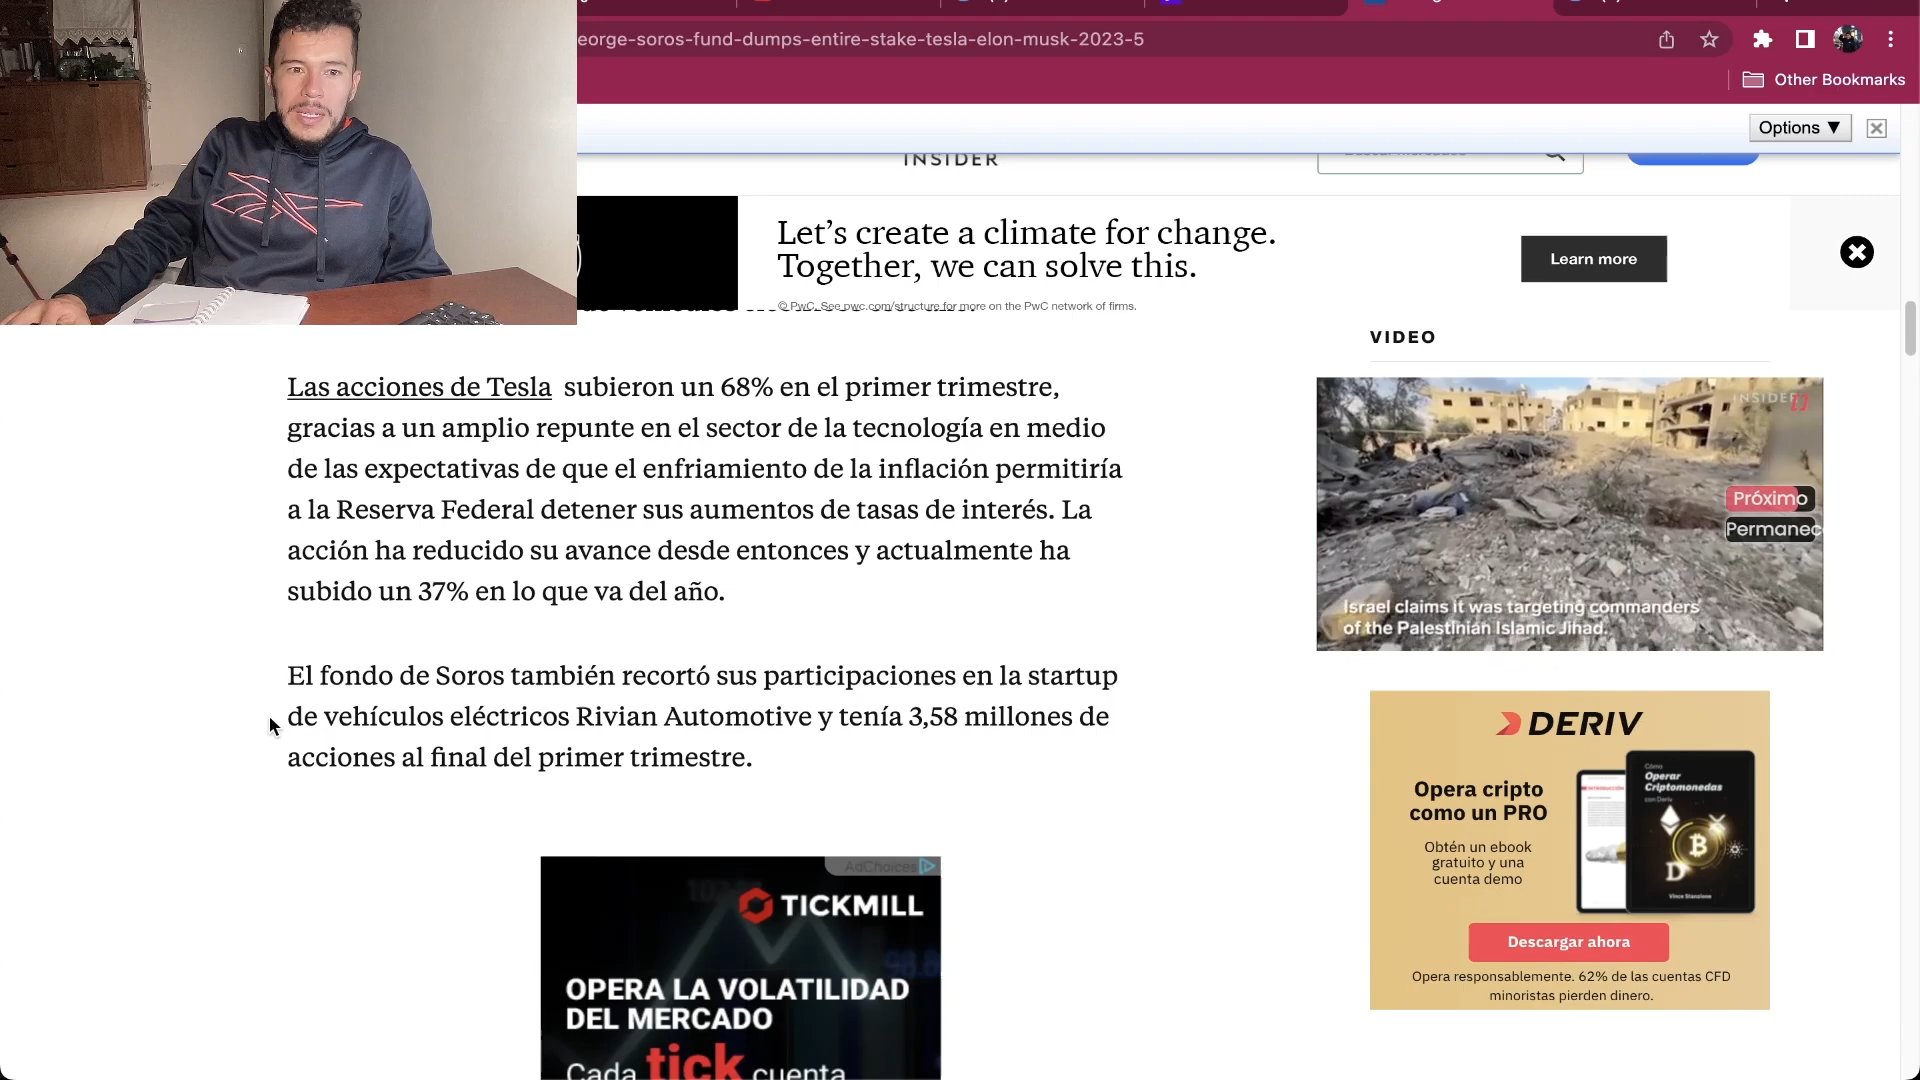 eorge-soros-fund-dumps-entire-stake-tesla-elon-musk-2023-5
Other Bookmarks
Options ▼
INSIDER
Let's create a climate for change.
Together, we can solve this.
Learn more
© PwC. See pwc.com/structure for more on the PwC network of firms.
Las acciones de Tesla subieron un 68% en el primer trimestre,
gracias a un amplio repunte en el sector de la tecnología en medio
de las expectativas de que el enfriamiento de la inflación permitiría
a la Reserva Federal detener sus aumentos de tasas de interés. La
acción ha reducido su avance desde entonces y actualmente ha
subido un 37% en lo que va del año.
El fondo de Soros también recortó sus participaciones en la startup
de vehículos eléctricos Rivian Automotive y tenía 3,58 millones de
acciones al final del primer trimestre.
AdChoices
TICKMILL
OPERA LA VOLATILIDAD
DEL MERCADO
Cada tick cuenta
VIDEO
INSIDER
Próximo
Permanec
Israel claims it was targeting commanders
of the Palestinian Islamic Jihad.
DERIV
Opera cripto
como un PRO
Obtén un ebook
gratuito y una
cuenta demo
Cómo
Operar
Criptomonedas
con Deriv
Vince Stanzione
Descargar ahora
Opera responsablemente. 62% de las cuentas CFD
minoristas pierden dinero.